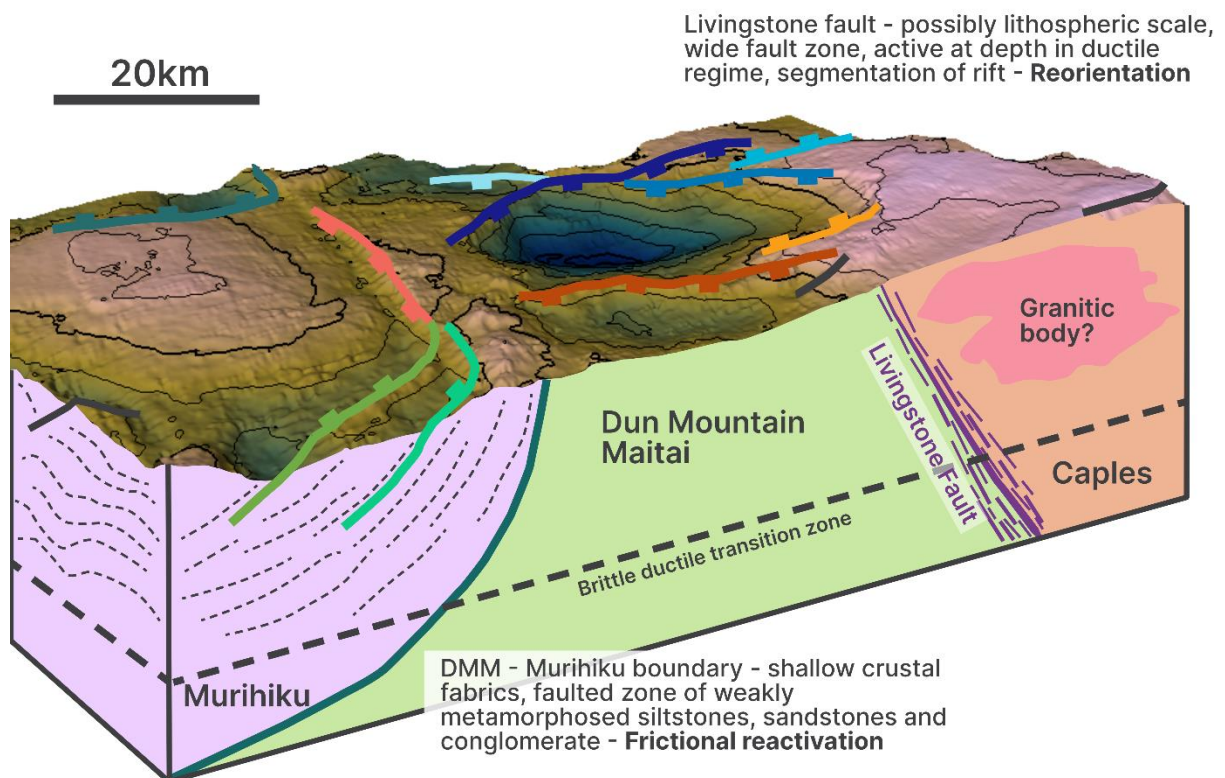 Livingstone fault - possibly lithospheric scale,
wide fault zone, active at depth in ductile
regime, segmentation of rift - Reorientation
20km
Granitic
body?
Livingstone Fault
Dun Mountain
Maitai
Caples
Brittle ductile transition zone
Murihiku
DMM - Murihiku boundary - shallow crustal
fabrics, faulted zone of weakly
metamorphosed siltstones, sandstones and
conglomerate - Frictional reactivation